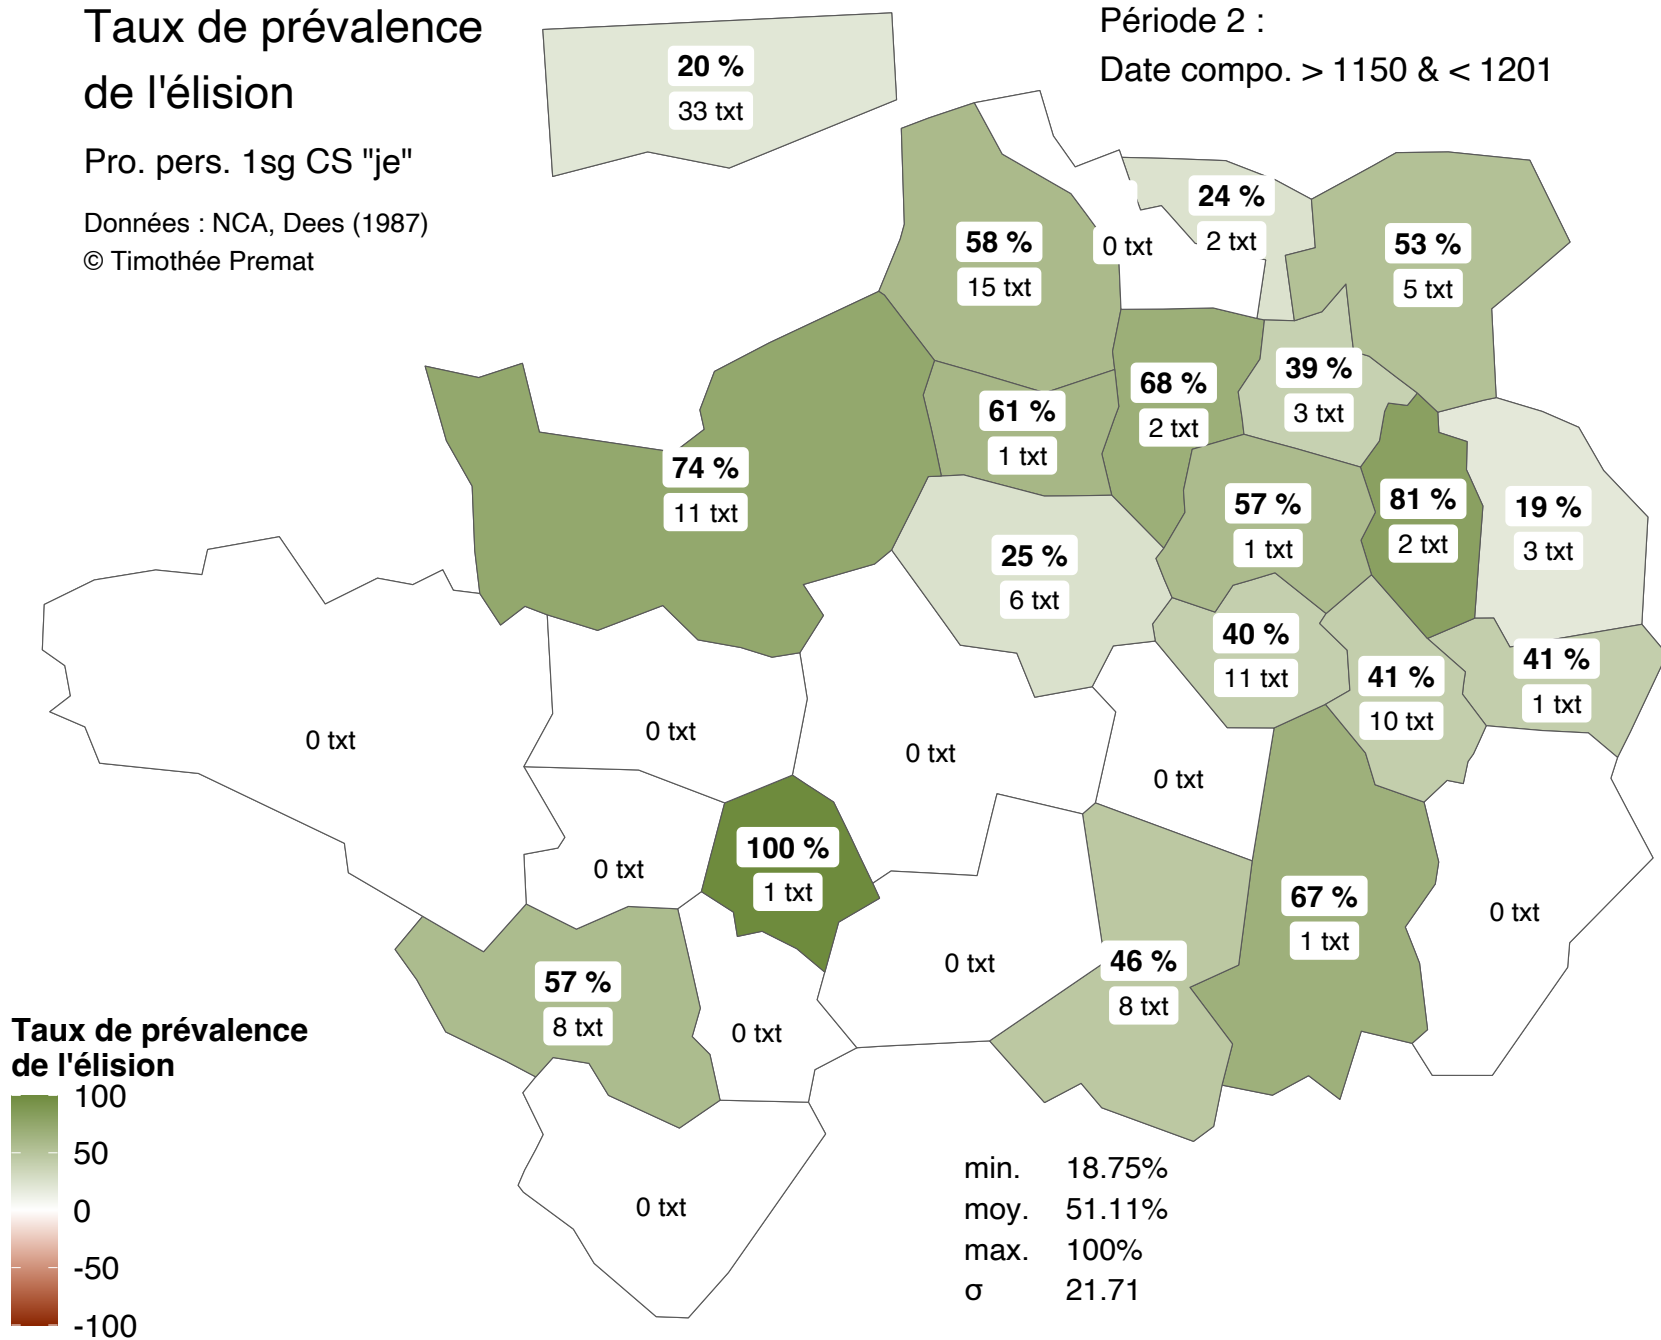 Taux de prévalence
de l'élision
Pro. pers. 1sg CS "je"
Données : NCA, Dees (1987)
© Timothée Premat
Période 2 :
Date compo. > 1150 & < 1201
20 %
33 txt
24 %
2 txt
58 %
15 txt
0 txt
53 %
5 txt
39 %
3 txt
68 %
2 txt
61 %
1 txt
74 %
11 txt
57 %
1 txt
81 %
2 txt
19 %
3 txt
25 %
6 txt
40 %
11 txt
41 %
10 txt
41 %
1 txt
0 txt
0 txt
0 txt
0 txt
0 txt
100 %
1 txt
67 %
1 txt
0 txt
57 %
8 txt
0 txt
0 txt
46 %
8 txt
0 txt
Taux de prévalence
de l'élision
100
50
0
-50
-100
min. 18.75%
moy. 51.11%
max. 100%
σ 21.71